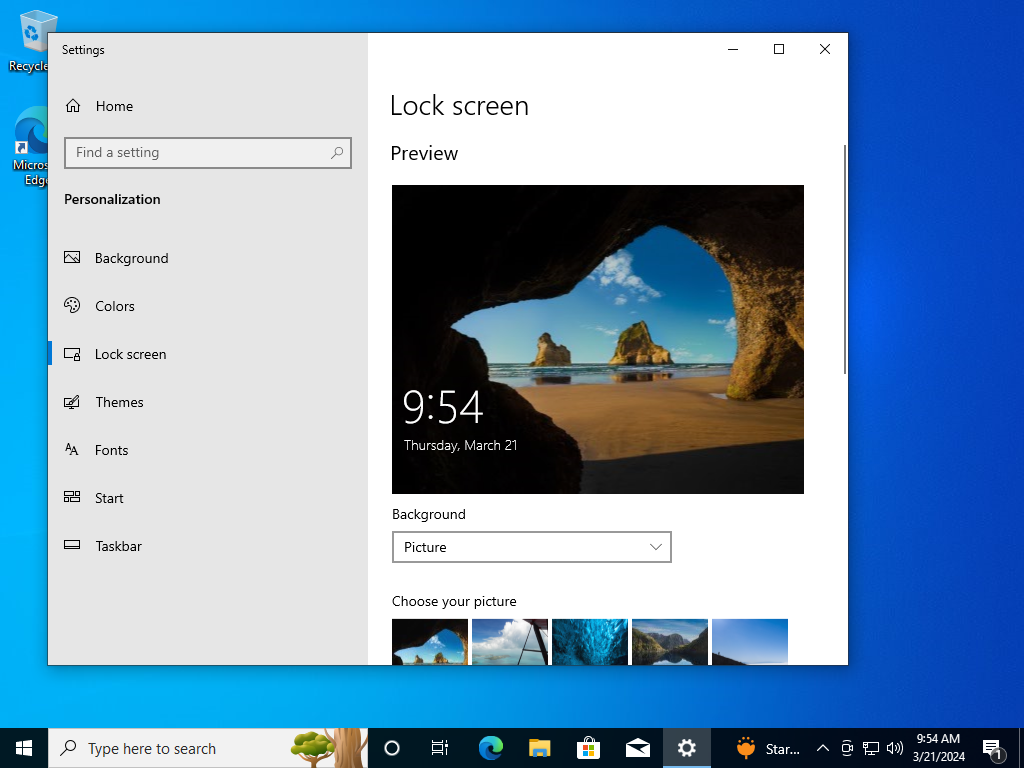 Recycle
Micros
Edge
Settings
Home
Find a setting
Personalization
Background
Colors
Lock screen
Themes
Fonts
Start
Taskbar
Lock screen
Preview
9:54
Thursday, March 21
Background
Picture
Choose your picture
Type here to search
Star...
9:54 AM
3/21/2024
1